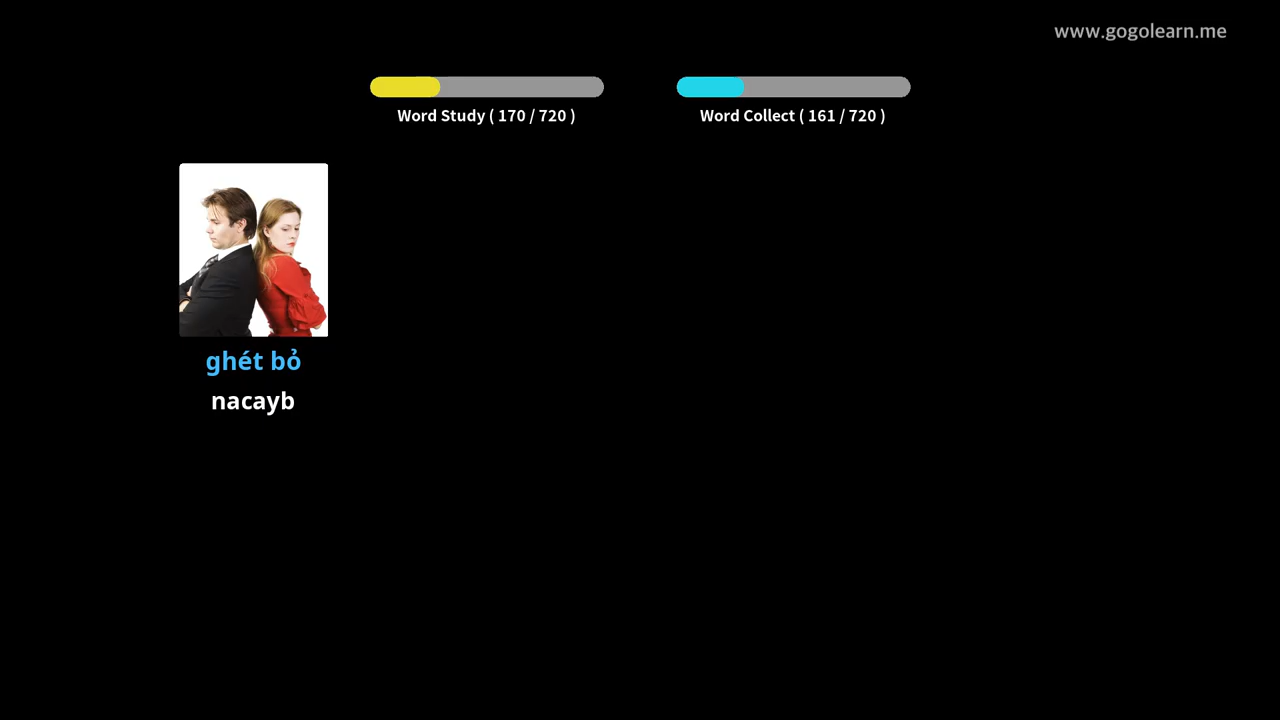 www.gogolearn.me
Word Study ( 170 / 720 )
Word Collect ( 161 / 720 )
ghét bỏ
nacayb